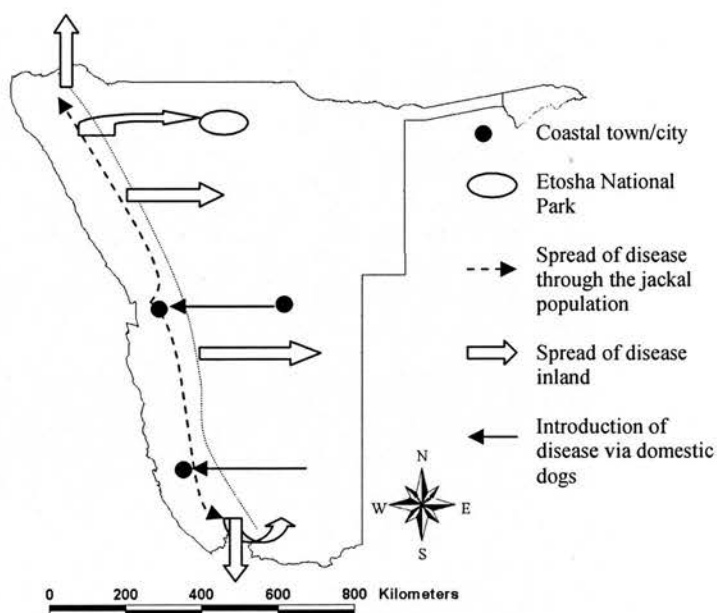 Coastal town/city
Etosha National
Park
Spread of disease
through the jackal
population
Spread of disease
inland
Introduction of
disease via domestic
dogs
N
W
E
S
0 200 400 600 800 Kilometers